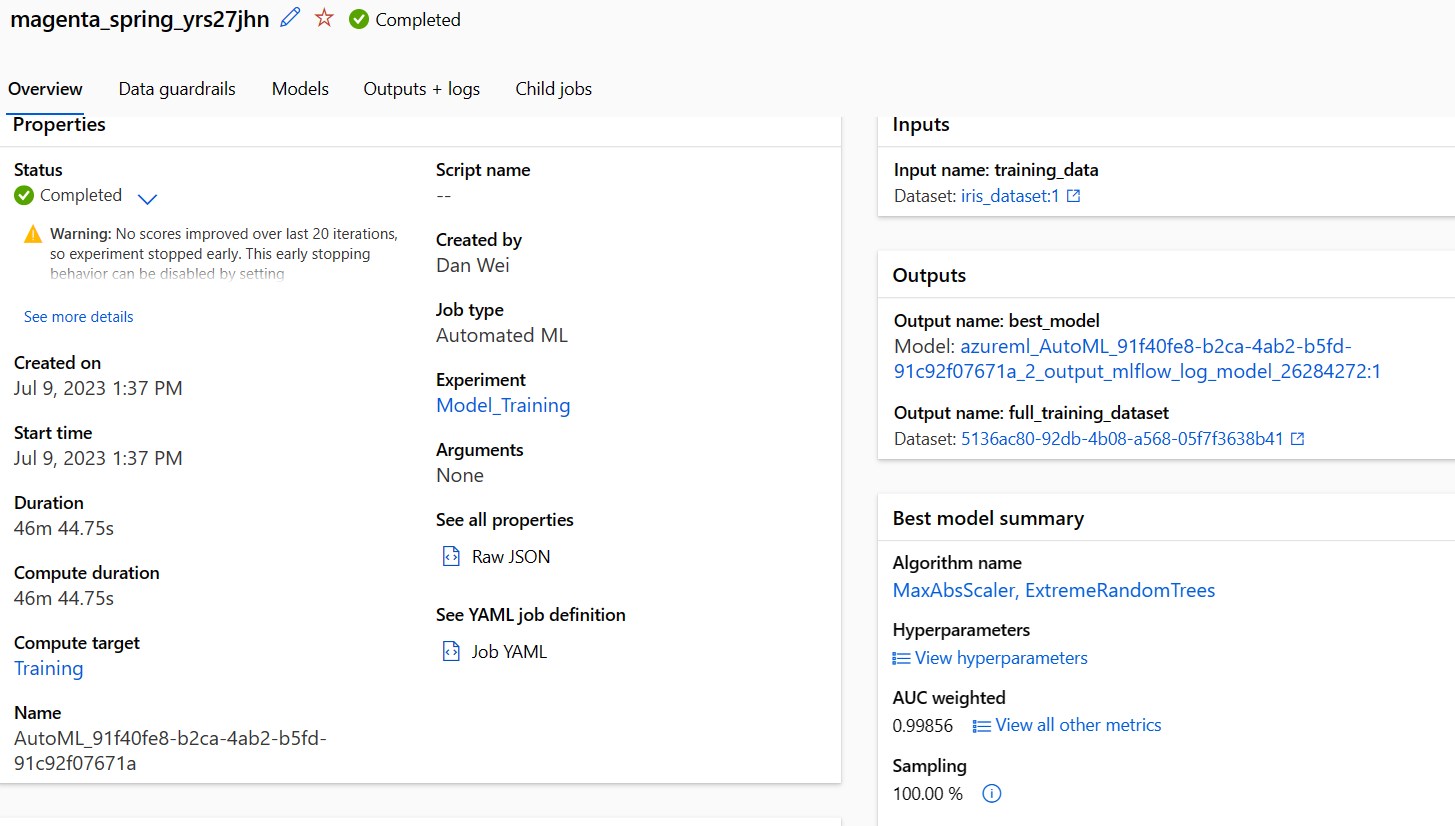 magenta_spring_yrs27jhn Completed
Overview Data guardrails Models Outputs + logs Child jobs
Properties
Status
Completed
Warning: No scores improved over last 20 iterations,
so experiment stopped early. This early stopping
behavior can be disabled by setting
See more details
Created on
Jul 9, 2023 1:37 PM
Start time
Jul 9, 2023 1:37 PM
Duration
46m 44.75s
Compute duration
46m 44.75s
Compute target
Training
Name
AutoML_91f40fe8-b2ca-4ab2-b5fd-
91c92f07671a
Script name
--
Created by
Dan Wei
Job type
Automated ML
Experiment
Model_Training
Arguments
None
See all properties
Raw JSON
See YAML job definition
Job YAML
Inputs
Input name: training_data
Dataset: iris_dataset:1
Outputs
Output name: best_model
Model: azureml_AutoML_91f40fe8-b2ca-4ab2-b5fd-
91c92f07671a_2_output_mlflow_log_model_26284272:1
Output name: full_training_dataset
Dataset: 5136ac80-92db-4b08-a568-05f7f3638b41
Best model summary
Algorithm name
MaxAbsScaler, ExtremeRandomTrees
Hyperparameters
View hyperparameters
AUC weighted
0.99856 View all other metrics
Sampling
100.00 %